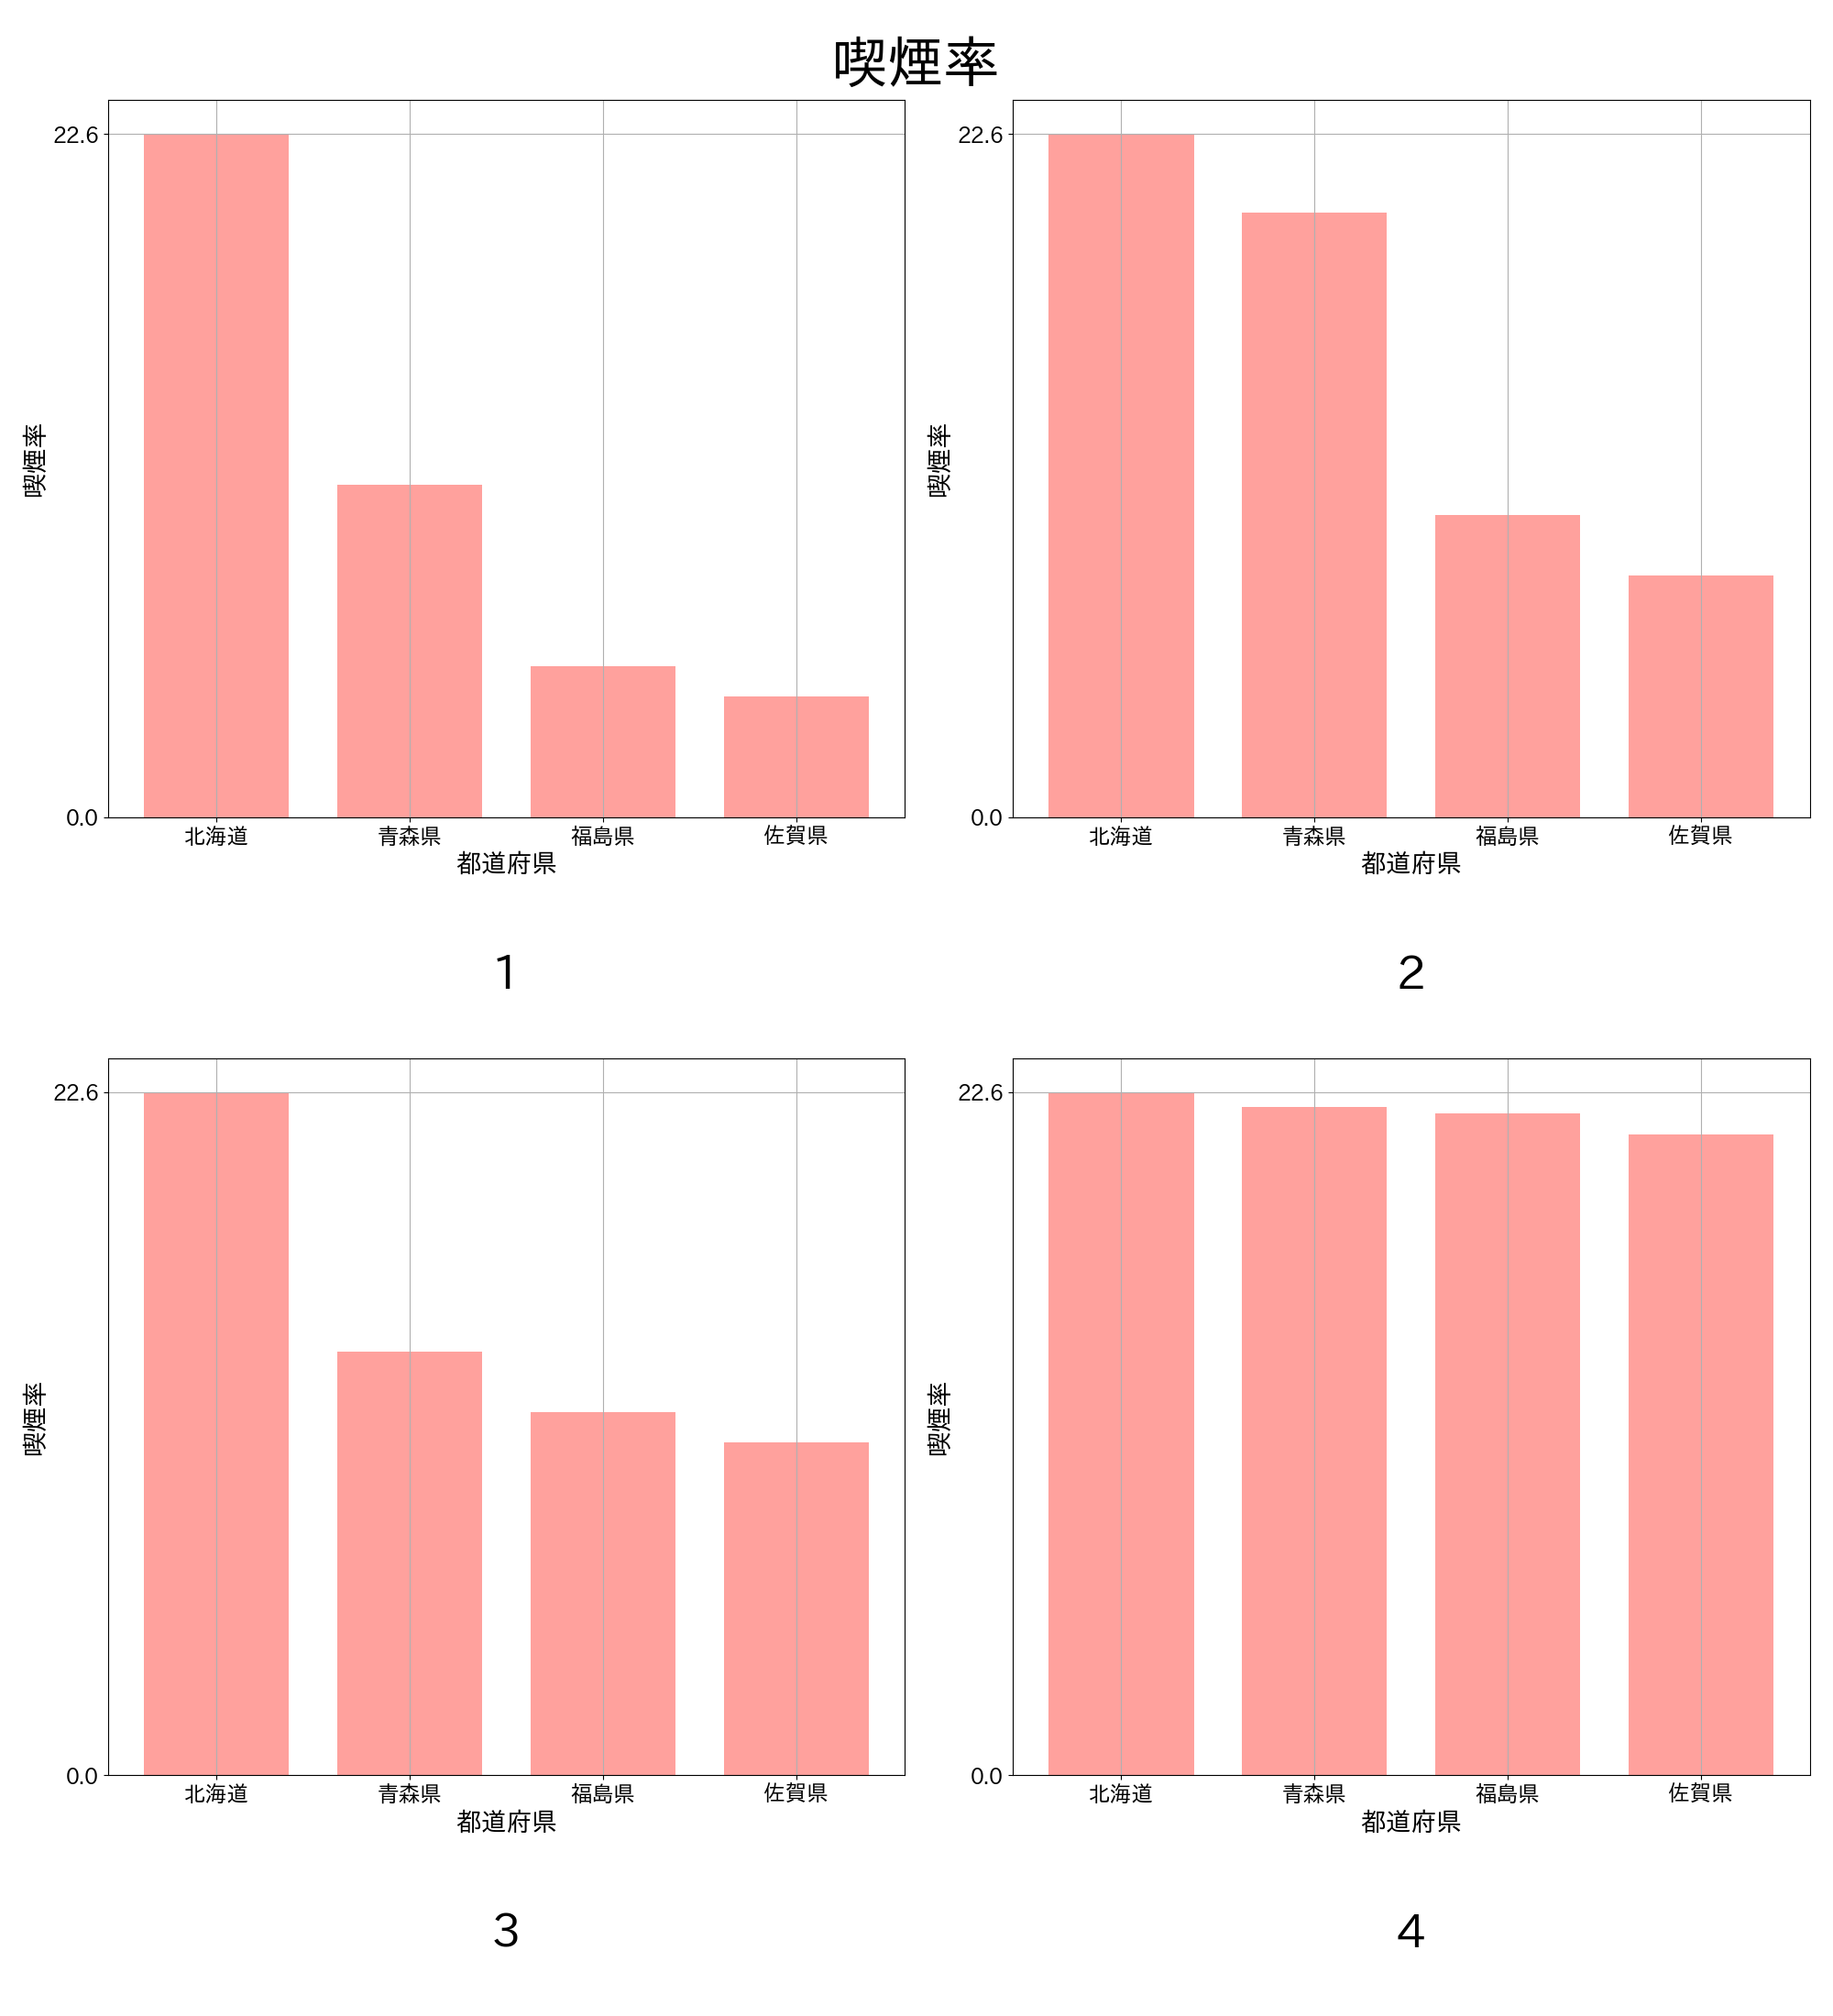 喫煙率
22.6
0.0
喫煙率
北海道 青森県 福島県 佐賀県
都道府県
1
22.6
0.0
喫煙率
北海道 青森県 福島県 佐賀県
都道府県
2
22.6
0.0
喫煙率
北海道 青森県 福島県 佐賀県
都道府県
3
22.6
0.0
喫煙率
北海道 青森県 福島県 佐賀県
都道府県
4